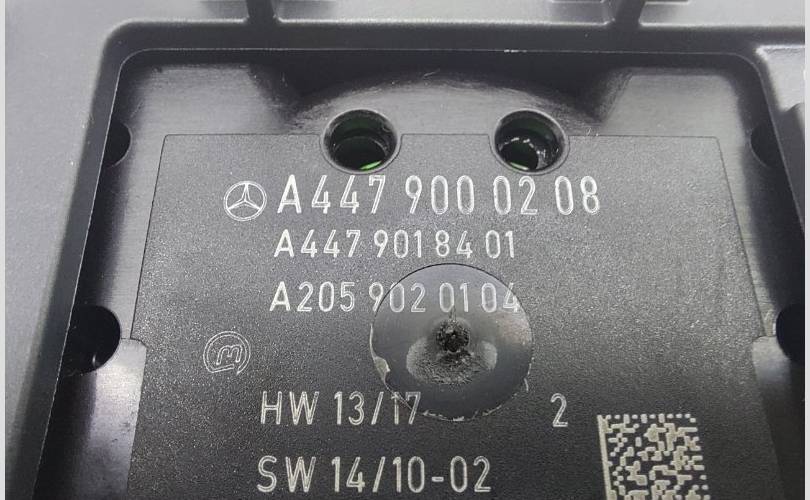 A 447 900 02 08
A 447 901 84 01
A 205 902 01 04
m
HW 13/17 2
SW 14/10-02